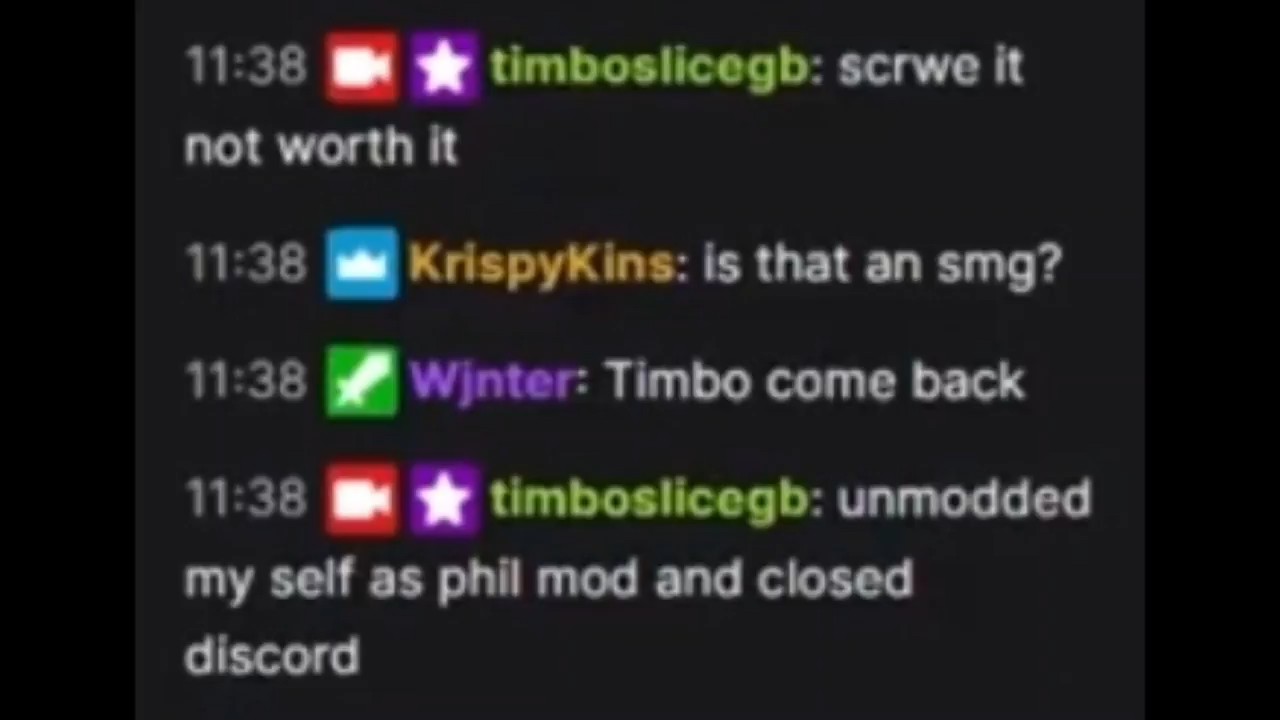 11:38 timboslicegb: scrwe it
not worth it
11:38 KrispyKins: is that an smg?
11:38 Wjnter: Timbo come back
11:38 timboslicegb: unmodded
my self as phil mod and closed
discord